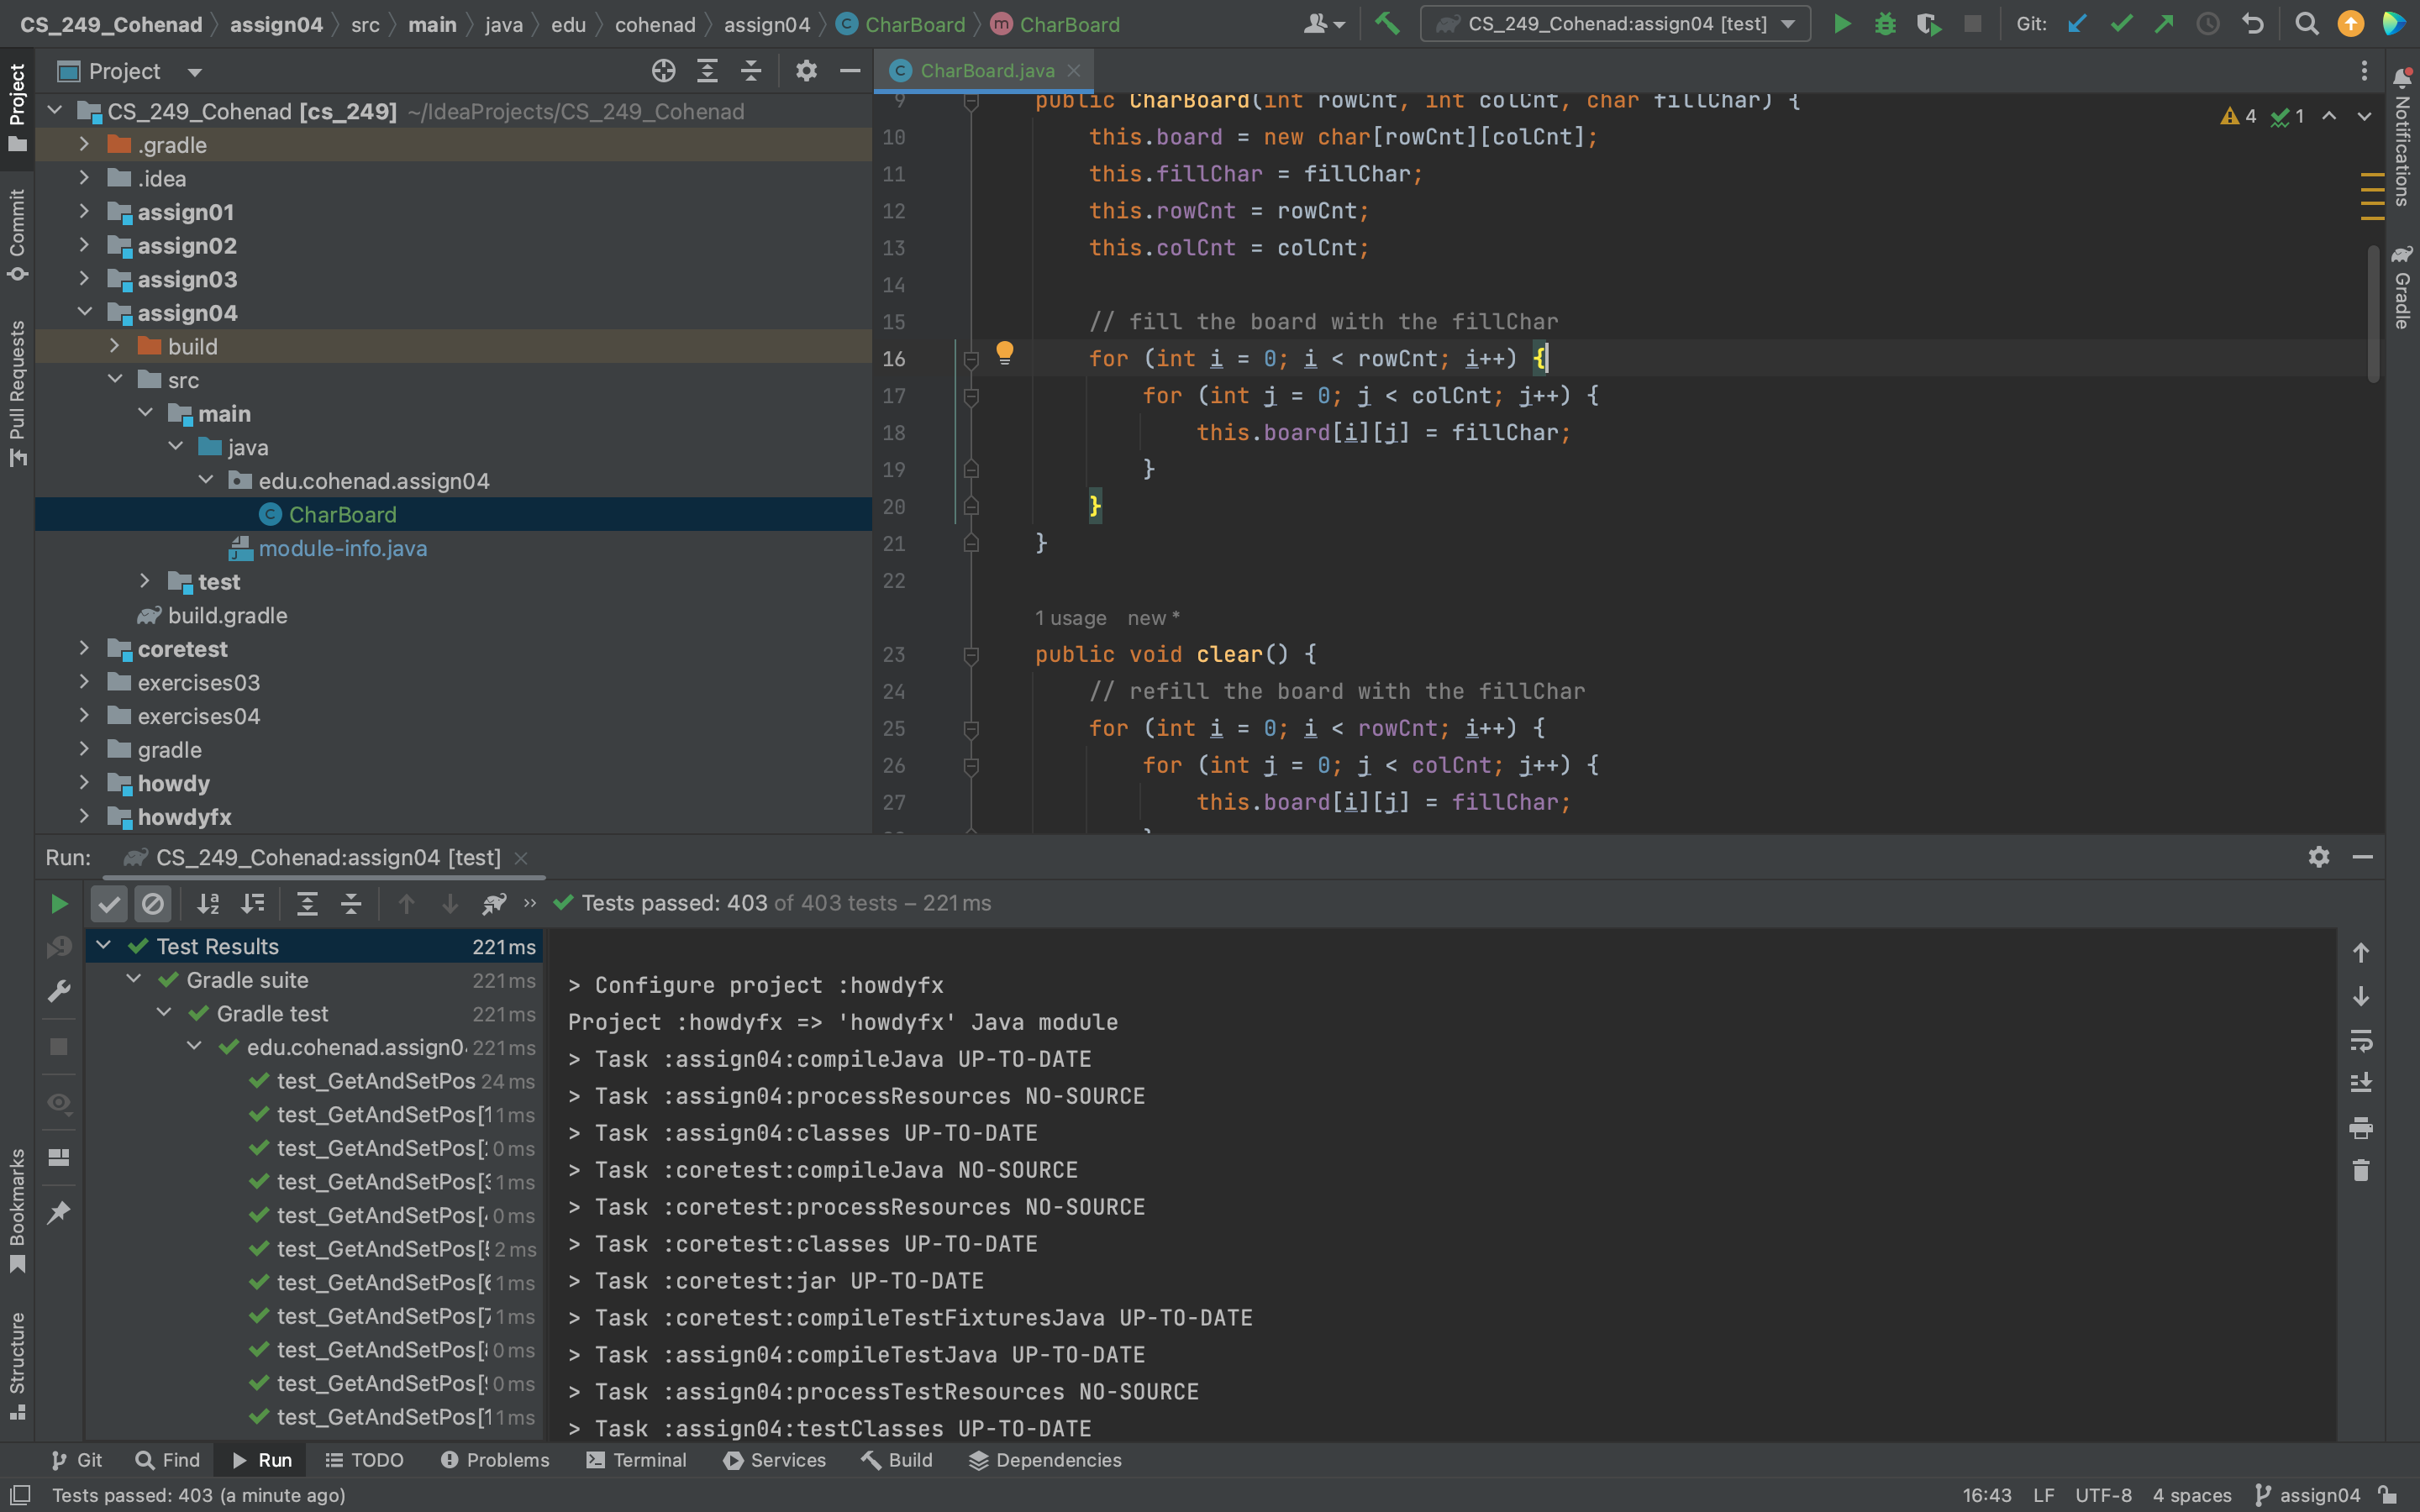 CS_249_Cohenad assign04 src main java edu cohenad assign04 CharBoard CharBoard
CS_249_Cohenad:assign04 [test]
Git:
Project
CS_249_Cohenad [cs_249] ~/IdeaProjects/CS_249_Cohenad
.gradle
.idea
assign01
assign02
assign03
assign04
build
src
main
java
edu.cohenad.assign04
CharBoard
module-info.java
test
build.gradle
coretest
exercises03
exercises04
gradle
howdy
howdyfx
Project
Commit
Pull Requests
Bookmarks
Structure
CharBoard.java
4 1
9 public CharBoard(int rowCnt, int colCnt, char fillChar) {
10 this.board = new char[rowCnt][colCnt];
11 this.fillChar = fillChar;
12 this.rowCnt = rowCnt;
13 this.colCnt = colCnt;
14
15 // fill the board with the fillChar
16 for (int i = 0; i < rowCnt; i++) {
17 for (int j = 0; j < colCnt; j++) {
18 this.board[i][j] = fillChar;
19 }
20 }
21 }
22
1 usage new *
23 public void clear() {
24 // refill the board with the fillChar
25 for (int i = 0; i < rowCnt; i++) {
26 for (int j = 0; j < colCnt; j++) {
27 this.board[i][j] = fillChar;
Notifications
Gradle
Run: CS_249_Cohenad:assign04 [test]
Tests passed: 403 of 403 tests – 221 ms
Test Results 221 ms
Gradle suite 221 ms
Gradle test 221 ms
edu.cohenad.assign0 221 ms
test_GetAndSetPos 24 ms
test_GetAndSetPos[1 1 ms
test_GetAndSetPos[ 0 ms
test_GetAndSetPos[3 1 ms
test_GetAndSetPos[ 0 ms
test_GetAndSetPos[ 2 ms
test_GetAndSetPos[6 1 ms
test_GetAndSetPos[7 1 ms
test_GetAndSetPos[ 0 ms
test_GetAndSetPos[ 0 ms
test_GetAndSetPos[1 1 ms
> Configure project :howdyfx
Project :howdyfx => 'howdyfx' Java module
> Task :assign04:compileJava UP-TO-DATE
> Task :assign04:processResources NO-SOURCE
> Task :assign04:classes UP-TO-DATE
> Task :coretest:compileJava NO-SOURCE
> Task :coretest:processResources NO-SOURCE
> Task :coretest:classes UP-TO-DATE
> Task :coretest:jar UP-TO-DATE
> Task :coretest:compileTestFixturesJava UP-TO-DATE
> Task :assign04:compileTestJava UP-TO-DATE
> Task :assign04:processTestResources NO-SOURCE
> Task :assign04:testClasses UP-TO-DATE
Git Find Run TODO Problems Terminal Services Build Dependencies
Tests passed: 403 (a minute ago)
16:43 LF UTF-8 4 spaces assign04